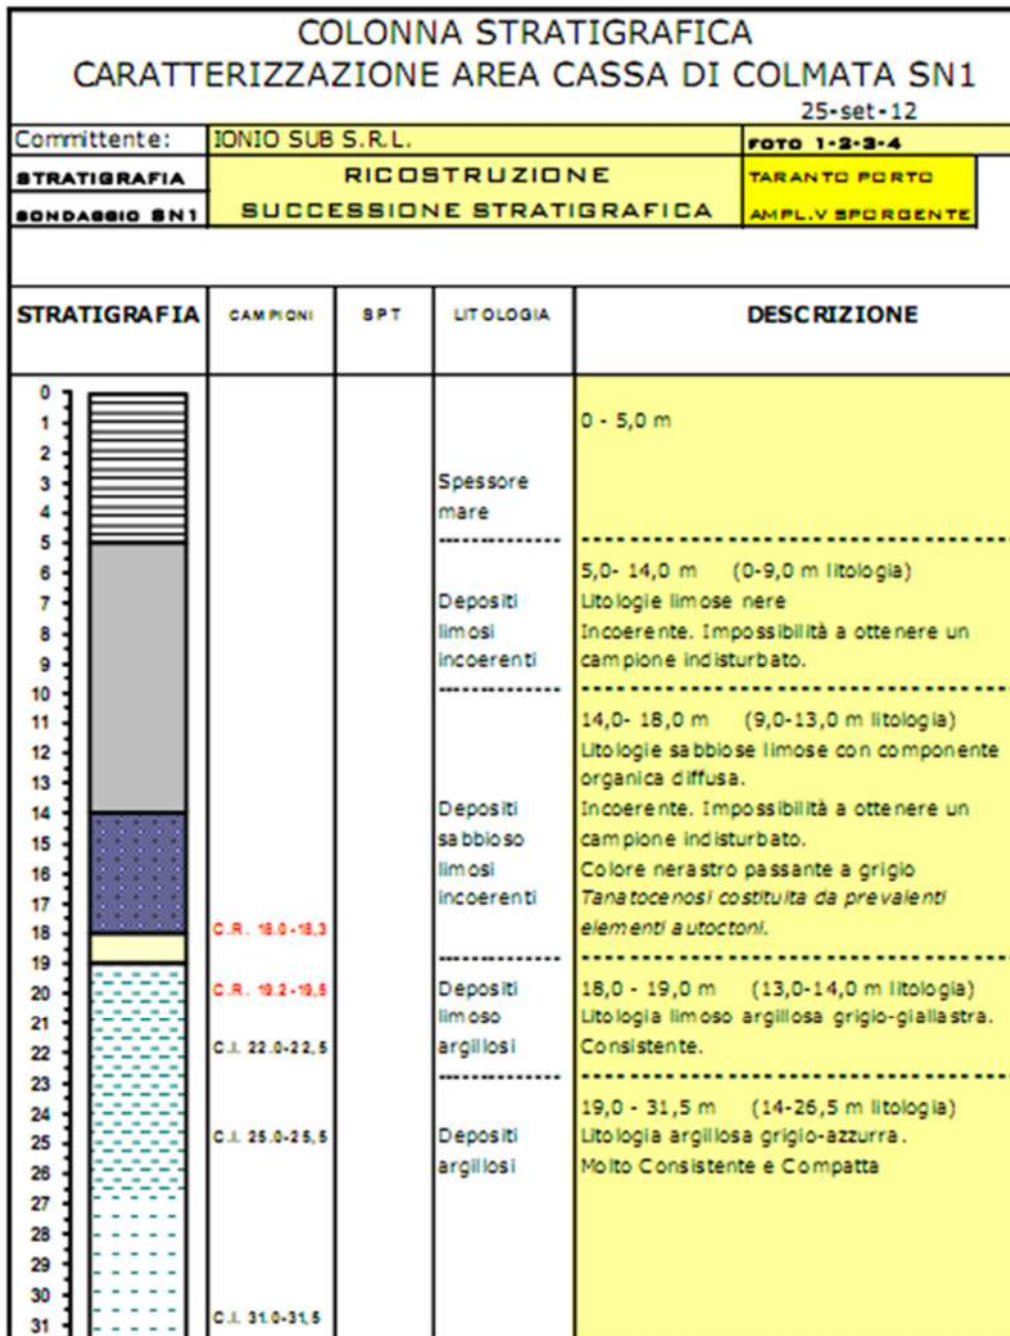 COLONNA STRATIGRAFICA
CARATTERIZZAZIONE AREA CASSA DI COLMATA SN1
25-set-12
Committente: IONIO SUB S.R.L. FOTO 1-2-3-4
STRATIGRAFIA RICOSTRUZIONE TARANTO PORTO
SONDAGGIO SN1 SUCCESSIONE STRATIGRAFICA AMPL.V SPORGENTE
STRATIGRAFIA CAMPIONI SPT LITOLOGIA DESCRIZIONE
0
1 0 - 5,0 m
2
3 Spessore
4 mare
5
6 5,0- 14,0 m (0-9,0 m litologia)
7 Depositi Litologie limose nere
8 limosi Incoerente. Impossibilità a ottenere un
9 incoerenti campione indisturbato.
10
11 14,0- 18,0 m (9,0-13,0 m litologia)
12 Litologie sabbiose limose con componente
13 organica diffusa.
14 Depositi Incoerente. Impossibilità a ottenere un
15 sabbioso campione indisturbato.
16 limosi Colore nerastro passante a grigio
17 incoerenti Tanatocenosi costituita da prevalenti
18 C.R. 18.0-18,3 elementi autoctoni.
19
20 C.R. 19.2-19,5 Depositi 18,0 - 19,0 m (13,0-14,0 m litologia)
21 limoso Litologia limoso argillosa grigio-giallastra.
22 C.I. 22.0-22,5 argillosi Consistente.
23
24 19,0 - 31,5 m (14-26,5 m litologia)
25 C.I. 25.0-25,5 Depositi Litologia argillosa grigio-azzurra.
26 argillosi Molto Consistente e Compatta
27
28
29
30
31 C.I. 31.0-31,5